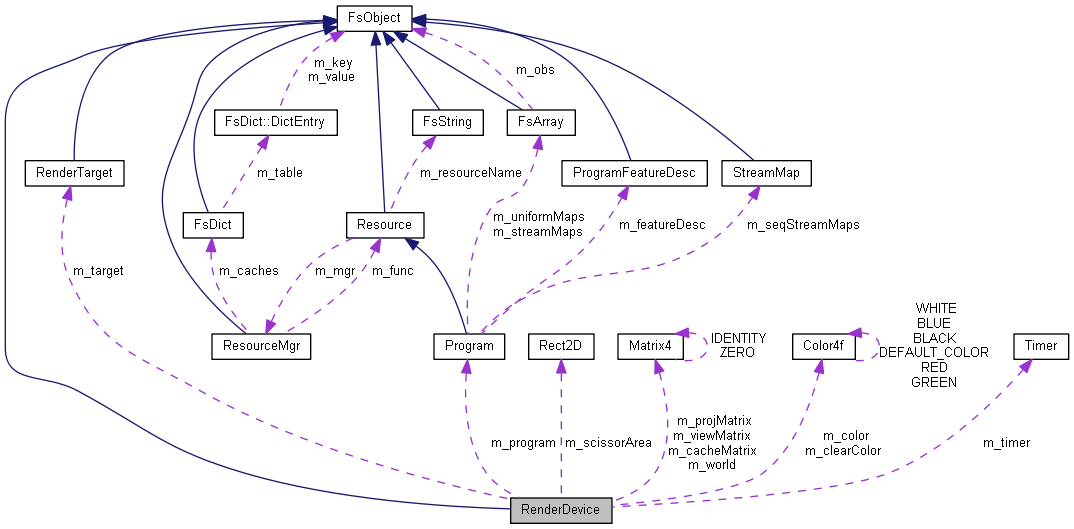 FsObject
m_key
m_value
m_obs
FsDict::DictEntry
FsString
FsArray
RenderTarget
m_table
m_resourceName
ProgramFeatureDesc
StreamMap
FsDict
Resource
m_uniformMaps
m_streamMaps
m_featureDesc
m_seqStreamMaps
m_target
m_caches
m_mgr
m_func
WHITE
BLUE
BLACK
DEFAULT_COLOR
RED
GREEN
IDENTITY
ZERO
ResourceMgr
Program
Rect2D
Matrix4
Color4f
Timer
m_program
m_scissorArea
m_projMatrix
m_viewMatrix
m_cacheMatrix
m_world
m_color
m_clearColor
m_timer
RenderDevice